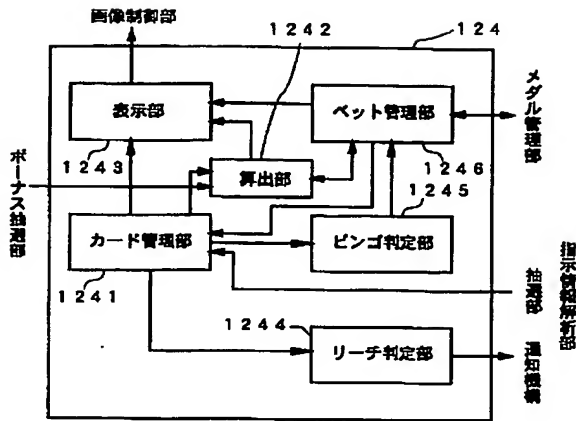 画像制御部
1242
124
表示部
ベット管理部
メダル管理部
1243
算出部
1246
ボーナス抽選部
1245
カード管理部
ビンゴ判定部
1241
抽選部
指示情報解析部
1244
リーチ判定部
通知機構